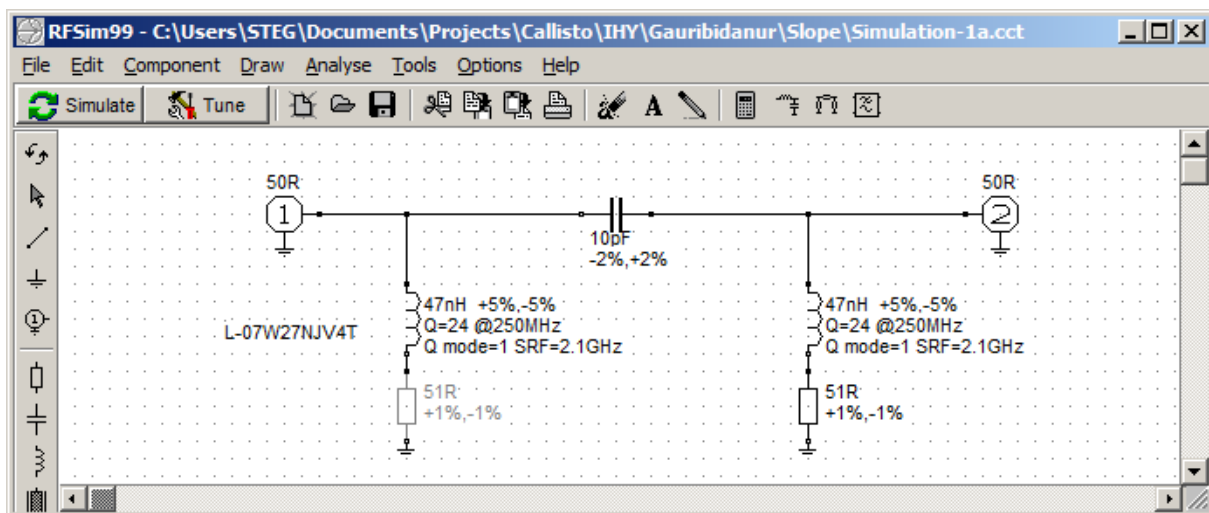 RFSim99 - C:\Users\STEG\Documents\Projects\Callisto\IHY\Gauribidanur\Slope\Simulation-1a.cct
File Edit Component Draw Analyse Tools Options Help
Simulate Tune A
50R 50R
1 2
10pF
-2%,+2%
47nH +5%,-5% 47nH +5%,-5%
L-07W27NJV4T Q=24 @250MHz Q=24 @250MHz
Q mode=1 SRF=2.1GHz Q mode=1 SRF=2.1GHz
51R 51R
+1%,-1% +1%,-1%
1